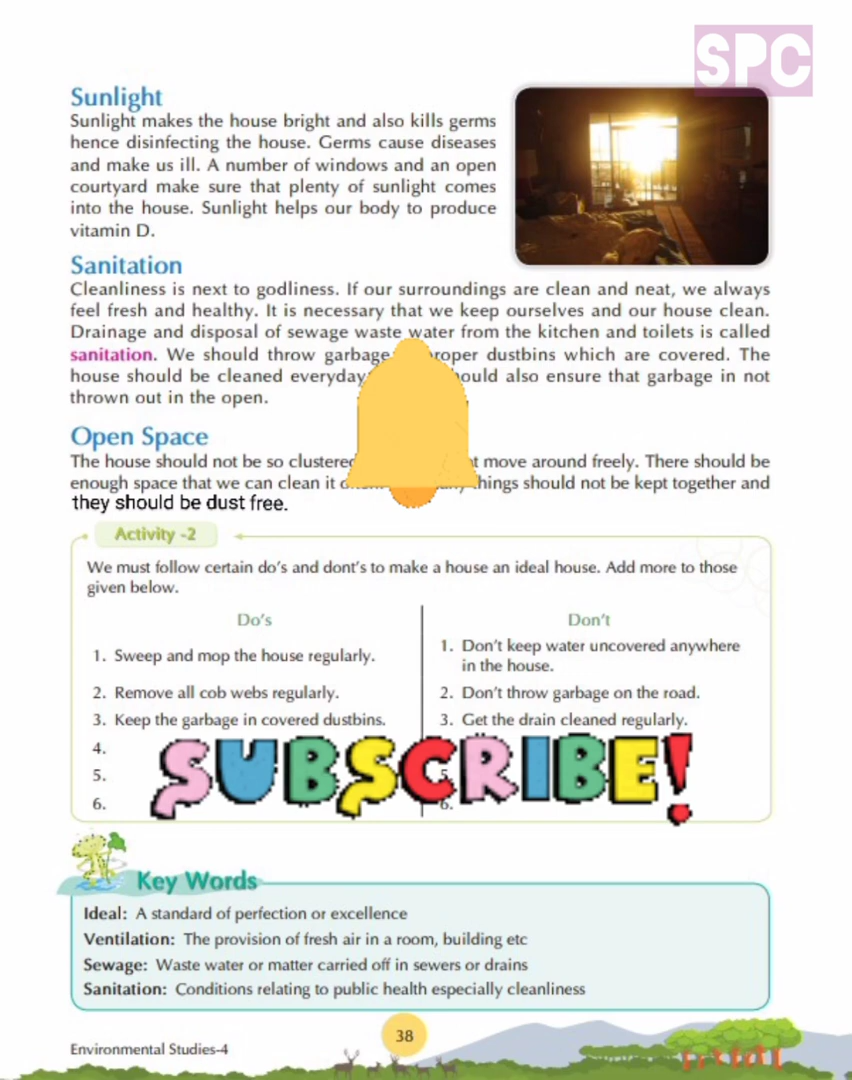 SPC
Sunlight
Sunlight makes the house bright and also kills germs
hence disinfecting the house. Germs cause diseases
and make us ill. A number of windows and an open
courtyard make sure that plenty of sunlight comes
into the house. Sunlight helps our body to produce
vitamin D.
Sanitation
Cleanliness is next to godliness. If our surroundings are clean and neat, we always
feel fresh and healthy. It is necessary that we keep ourselves and our house clean.
Drainage and disposal of sewage waste water from the kitchen and toilets is called
sanitation. We should throw garbage dustbins which are covered. The
house should be cleaned everyday also ensure that garbage in not
thrown out in the open.
Open Space
The house should not be so move around freely. There should be
enough space that we can clean it should not be kept together and
they should be dust free.
Activity -2
We must follow certain do's and dont's to make a house an ideal house. Add more to those
given below.
Do's
1. Sweep and mop the house regularly.
2. Remove all cob webs regularly.
3. Keep the garbage in covered dustbins.
4.
5.
6.
Don't
1. Don't keep water uncovered anywhere
in the house.
2. Don't throw garbage on the road.
3. Get the drain cleaned regularly.
5.
6.
SUBSCRIBE!
Key Words
Ideal: A standard of perfection or excellence
Ventilation: The provision of fresh air in a room, building etc
Sewage: Waste water or matter carried off in sewers or drains
Sanitation: Conditions relating to public health especially cleanliness
Environmental Studies-4
38